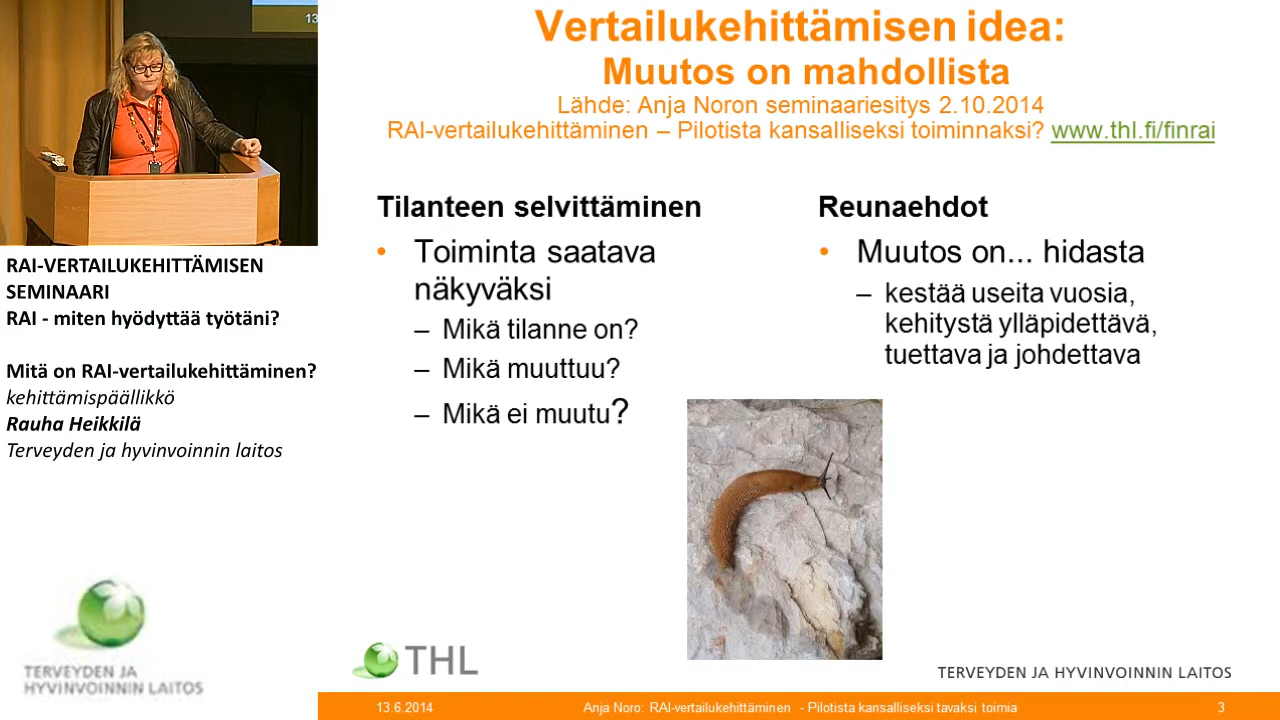 13
RAI-VERTAILUKEHITTÄMISEN
SEMINAARI
RAI - miten hyödyttää työtäni?
Mitä on RAI-vertailukehittäminen?
kehittämispäällikkö
Rauha Heikkilä
Terveyden ja hyvinvoinnin laitos
TERVEYDEN JA
HYVINVOINNIN LAITOS
Vertailukehittämisen idea:
Muutos on mahdollista
Lähde: Anja Noron seminaariesitys 2.10.2014
RAI-vertailukehittäminen – Pilotista kansalliseksi toiminnaksi? www.thl.fi/finrai
Tilanteen selvittäminen
• Toiminta saatava
näkyväksi
– Mikä tilanne on?
– Mikä muuttuu?
– Mikä ei muutu?
Reunaehdot
• Muutos on... hidasta
– kestää useita vuosia,
kehitystä ylläpidettävä,
tuettava ja johdettava
THL
TERVEYDEN JA HYVINVOINNIN LAITOS
13.6.2014
Anja Noro: RAI-vertailukehittäminen - Pilotista kansalliseksi tavaksi toimia
3